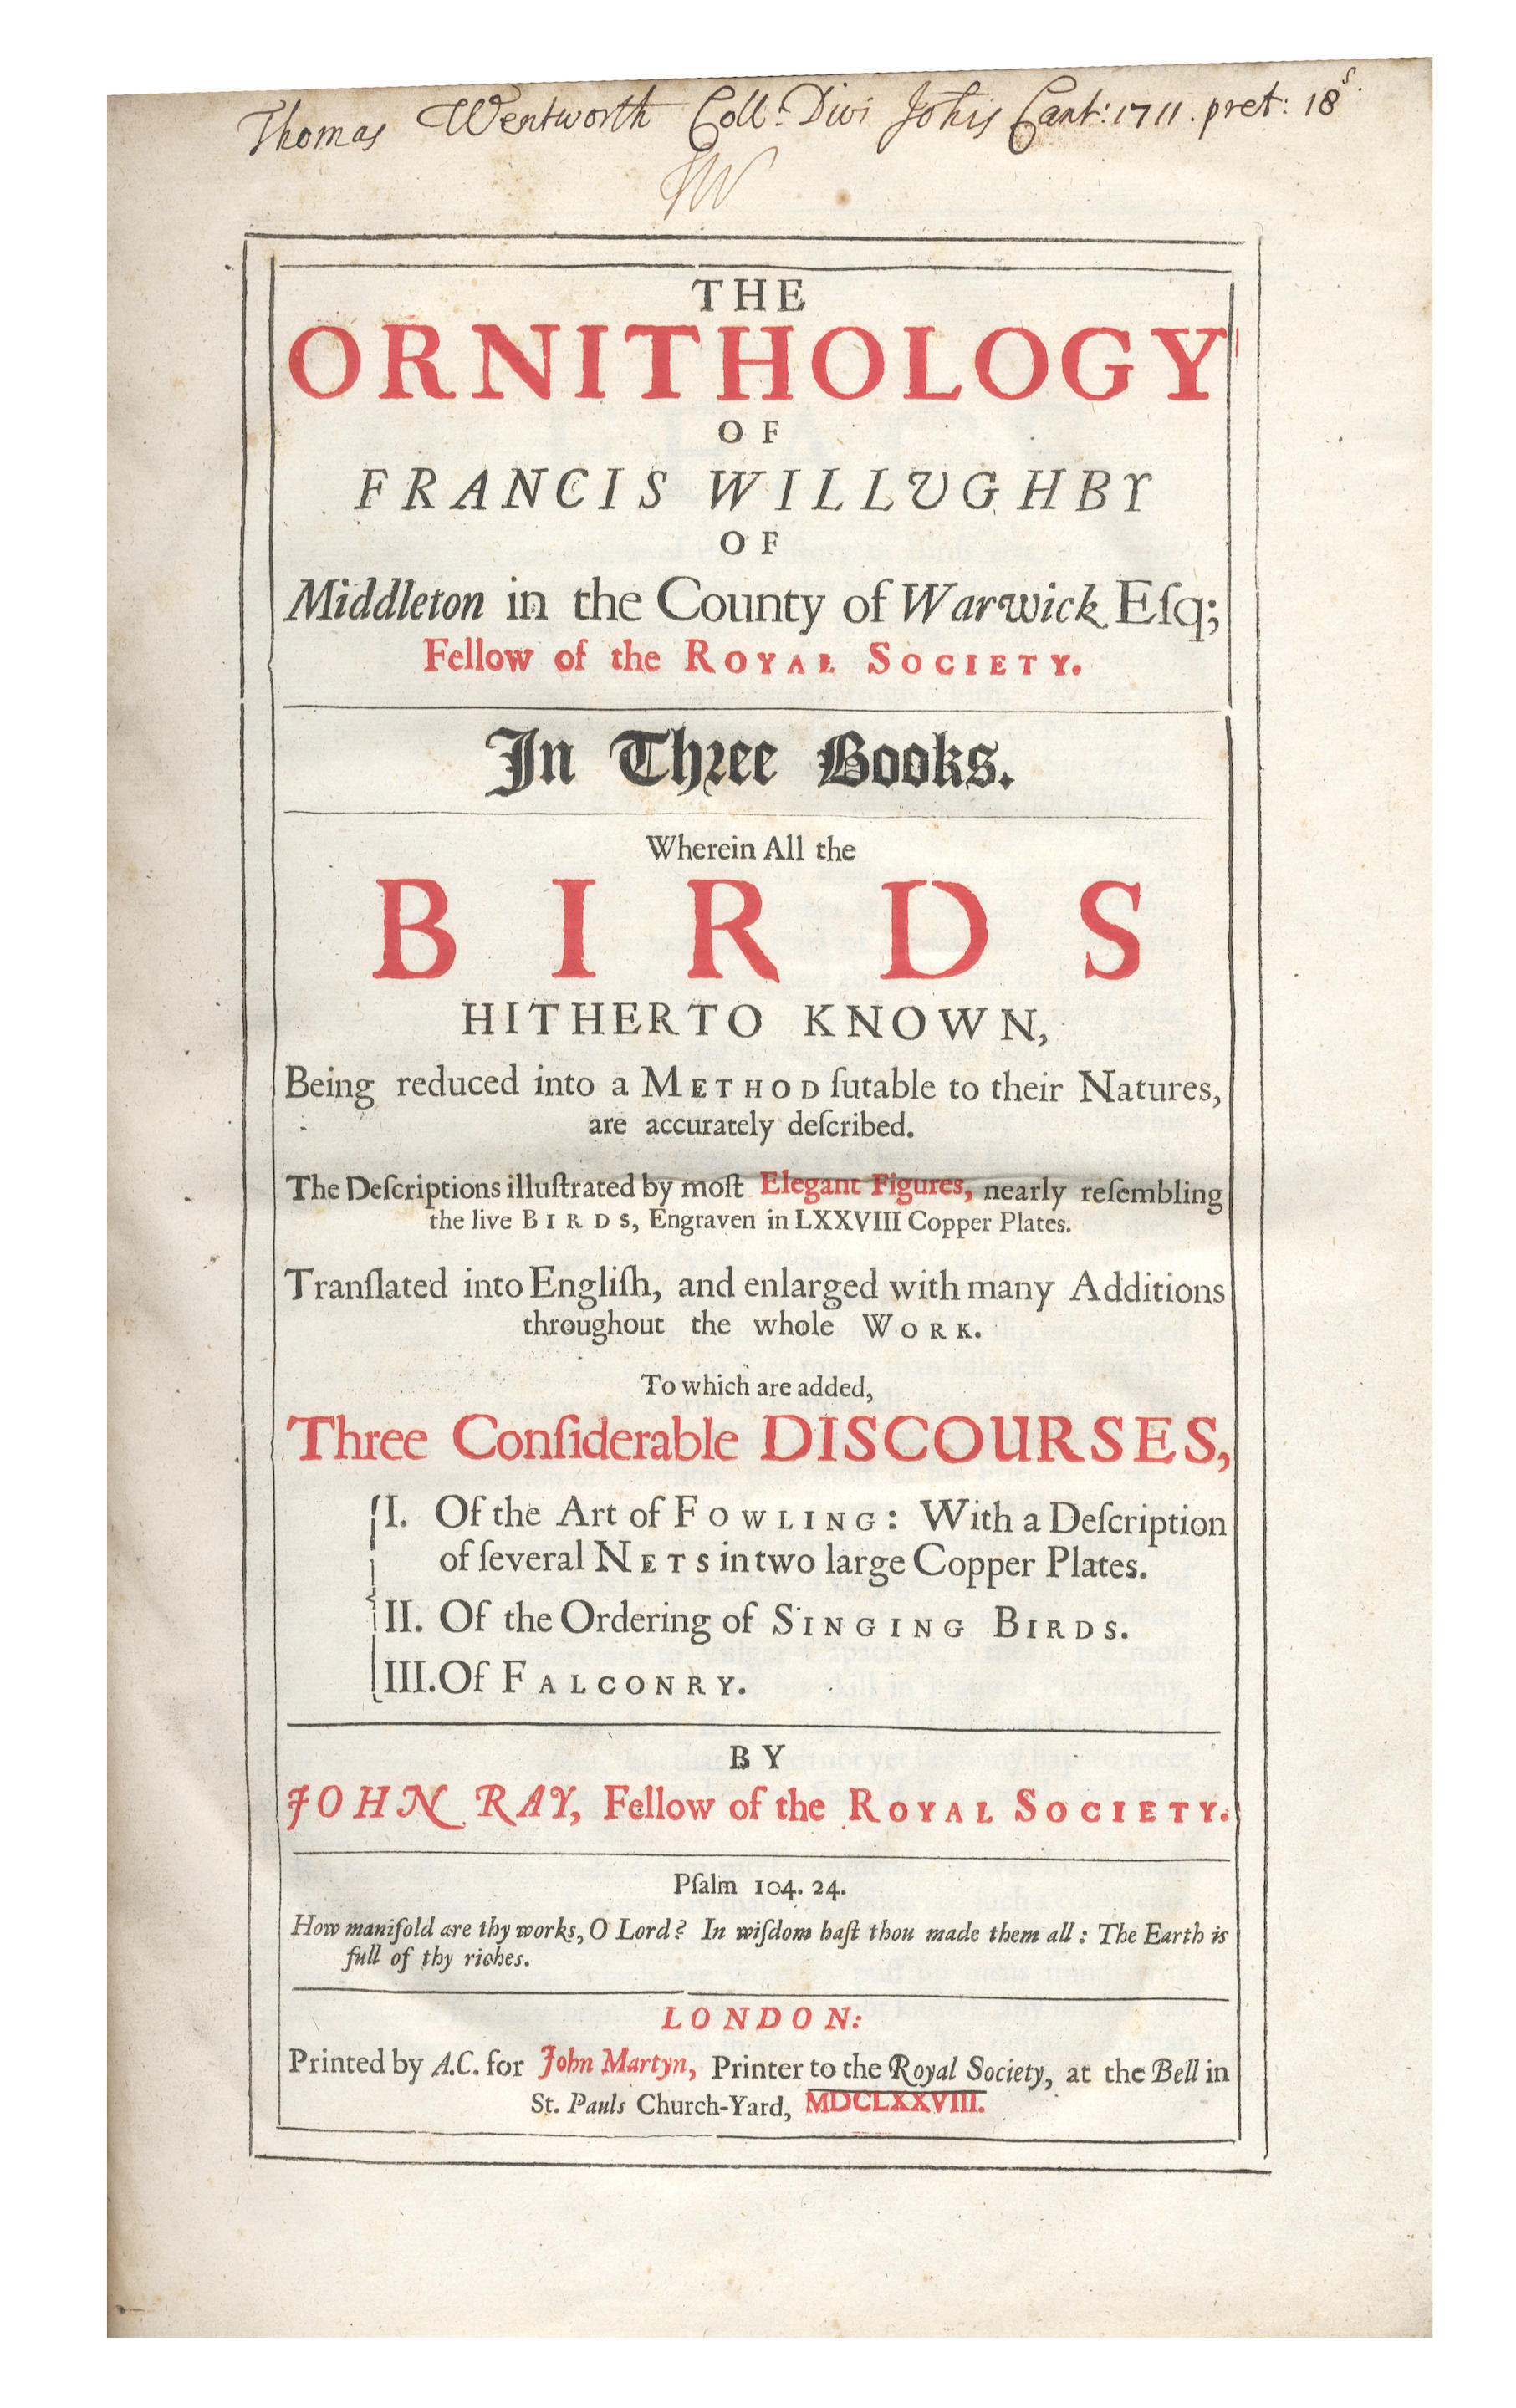 Thomas Wentworth Coll: Divi Johis Cant: 1711. pret: 18s.
TW
THE
ORNITHOLOGY
OF
FRANCIS WILLUGHBY
OF
Middleton in the County of Warwick Eſq;
Fellow of the ROYAL SOCIETY.
In Three Books.
Wherein All the
BIRDS
HITHERTO KNOWN,
Being reduced into a METHOD ſutable to their Natures,
are accurately deſcribed.
The Deſcriptions illuſtrated by moſt Elegant Figures, nearly reſembling
the live BIRDS, Engraven in LXXVIII Copper Plates.
Tranſlated into Engliſh, and enlarged with many Additions
throughout the whole WORK.
To which are added,
Three Conſiderable DISCOURSES,
I. Of the Art of FOWLING: With a Deſcription
of ſeveral NETS in two large Copper Plates.
II. Of the Ordering of SINGING BIRDS.
III. Of FALCONRY.
BY
JOHN RAY, Fellow of the ROYAL SOCIETY.
Pſalm 104. 24.
How manifold are thy works, O Lord? In wiſdom haſt thou made them all: The Earth is
full of thy riches.
LONDON:
Printed by A.C. for John Martyn, Printer to the Royal Society, at the Bell in
St. Pauls Church-Yard, MDCLXXVIII.